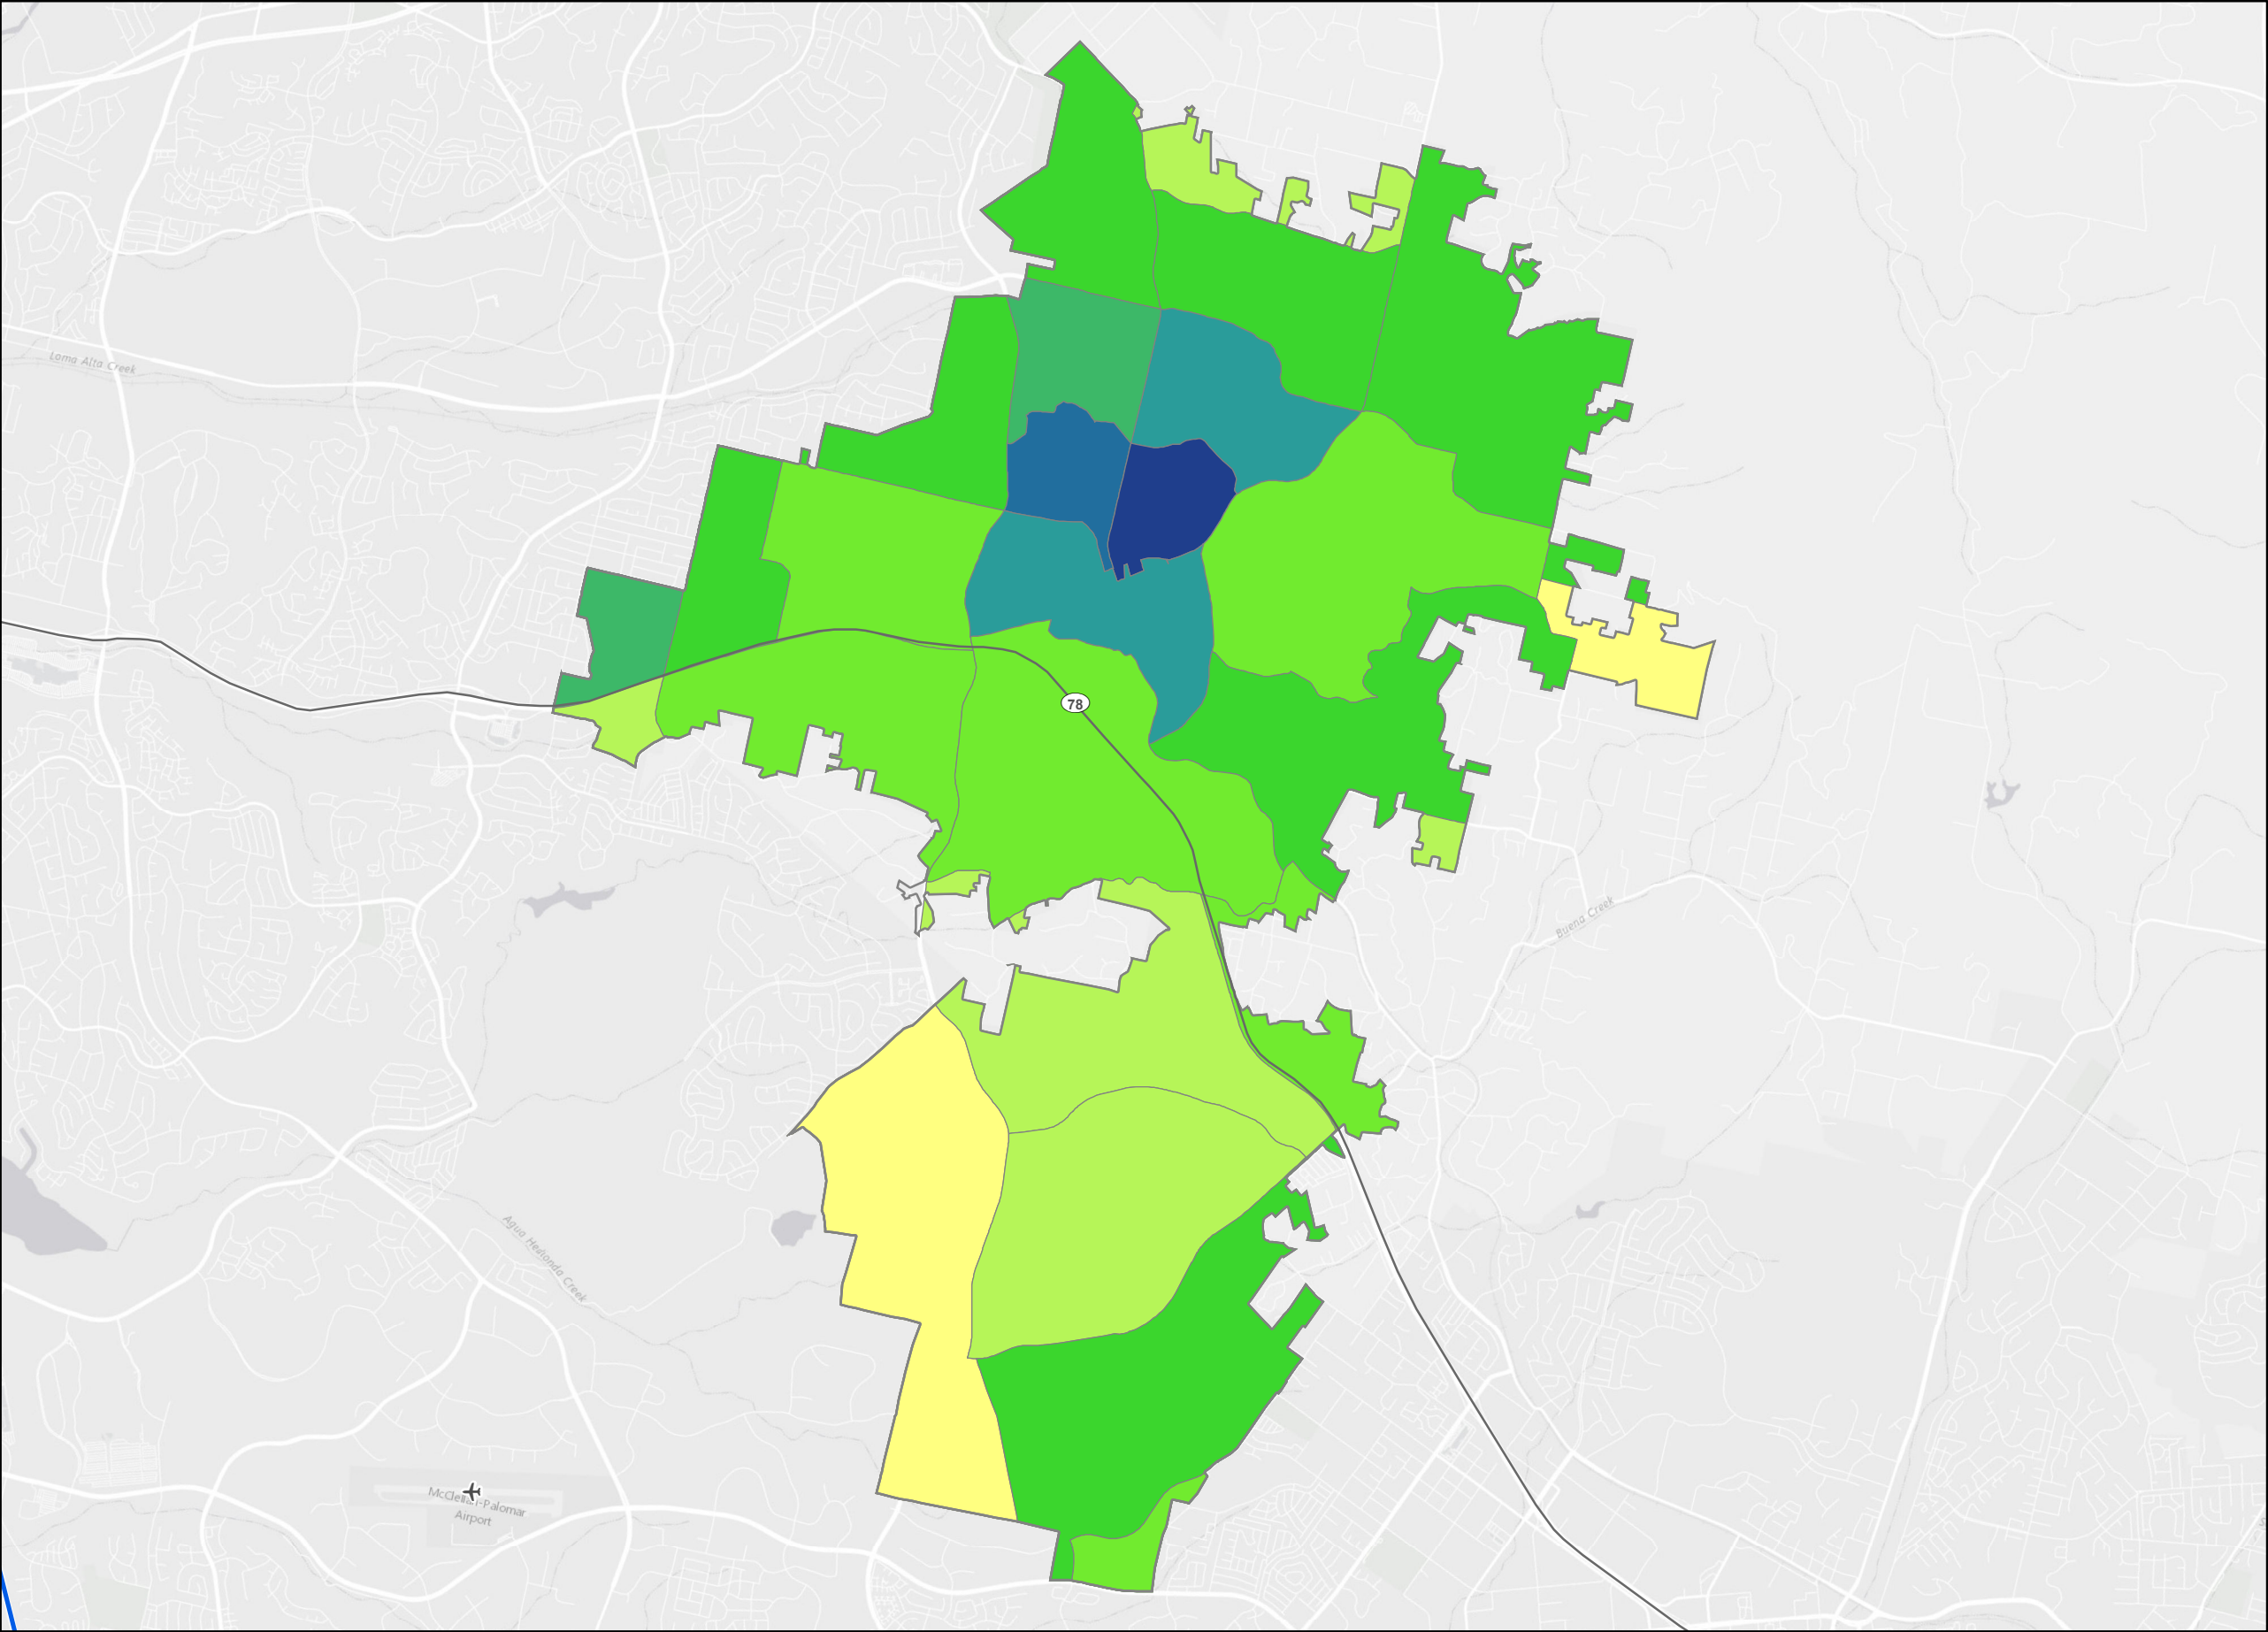 Loma Alta Creek
78
Buena Creek
Agua Hedionda Creek
McClellan-Palomar
Airport